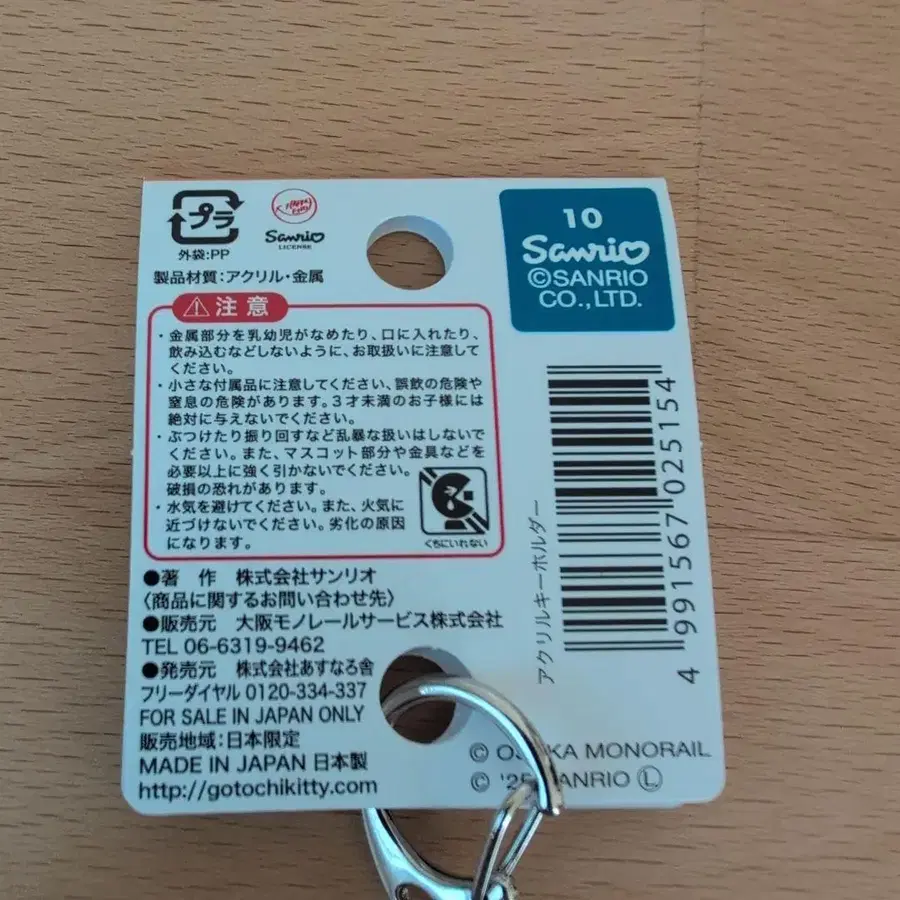 プラ
外袋:PP
Sanrio
LICENSE
製品材質:アクリル・金属
10
Sanrio
©SANRIO
CO.,LTD.
注意
・金属部分を乳幼児がなめたり、口に入れたり、
飲み込むなどしないように、お取扱いに注意して
ください。
・小さな付属品に注意してください、誤飲の危険や
窒息の危険があります。3才未満のお子様には
絶対に与えないでください。
・ぶつけたり振り回すなど乱暴な扱いはしないで
ください。また、マスコット部分や金具などを
必要以上に強く引かないでください。
破損の恐れがあります。
・水気を避けてください。また、火気に
近づけないでください。劣化の原因
になります。
くちにいれない
●著 作 株式会社サンリオ
〈商品に関するお問い合わせ先〉
●販売元 大阪モノレールサービス株式会社
TEL 06-6319-9462
●発売元 株式会社あすなろ舎
フリーダイヤル 0120-334-337
FOR SALE IN JAPAN ONLY
販売地域:日本限定
MADE IN JAPAN 日本製
http://gotochikitty.com
アクリルキーホルダー
4 991567 025154
© OSAKA MONORAIL
© '25 SANRIO Ⓛ